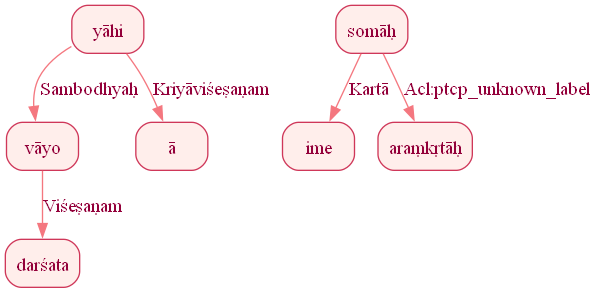 yāhi somāḥ
Sambodhyaḥ Kriyāviśeṣaṇam Kartā Acl:ptcp_unknown_label
vāyo ā ime araṃkṛtāḥ
Viśeṣaṇam
darśata